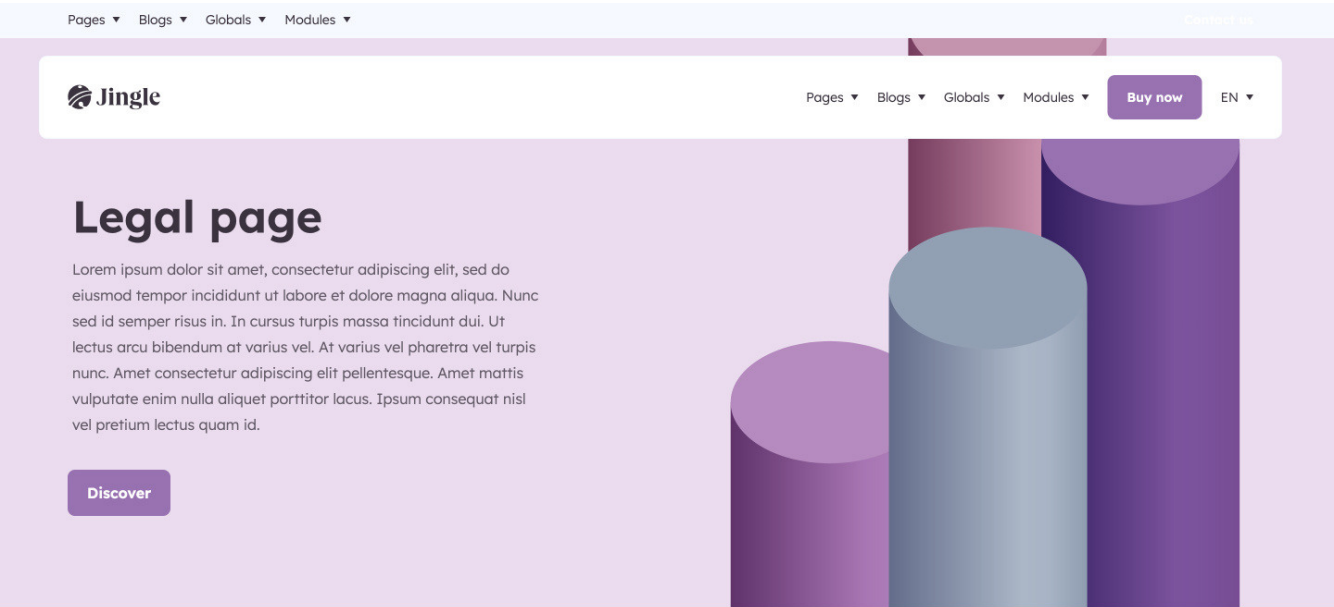 Pages Blogs Globals Modules Contact us
Jingle Pages Blogs Globals Modules Buy now EN
Legal page
Lorem ipsum dolor sit amet, consectetur adipiscing elit, sed do
eiusmod tempor incididunt ut labore et dolore magna aliqua. Nunc
sed id semper risus in. In cursus turpis massa tincidunt dui. Ut
lectus arcu bibendum at varius vel. At varius vel pharetra vel turpis
nunc. Amet consectetur adipiscing elit pellentesque. Amet mattis
vulputate enim nulla aliquet porttitor lacus. Ipsum consequat nisl
vel pretium lectus quam id.
Discover